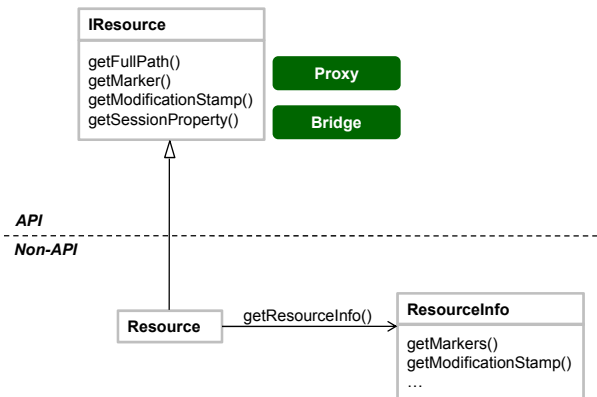 IResource
getFullPath()
getMarker()
getModificationStamp()
getSessionProperty()
Proxy
Bridge
API
Non-API
Resource
getResourceInfo()
ResourceInfo
getMarkers()
getModificationStamp()
…